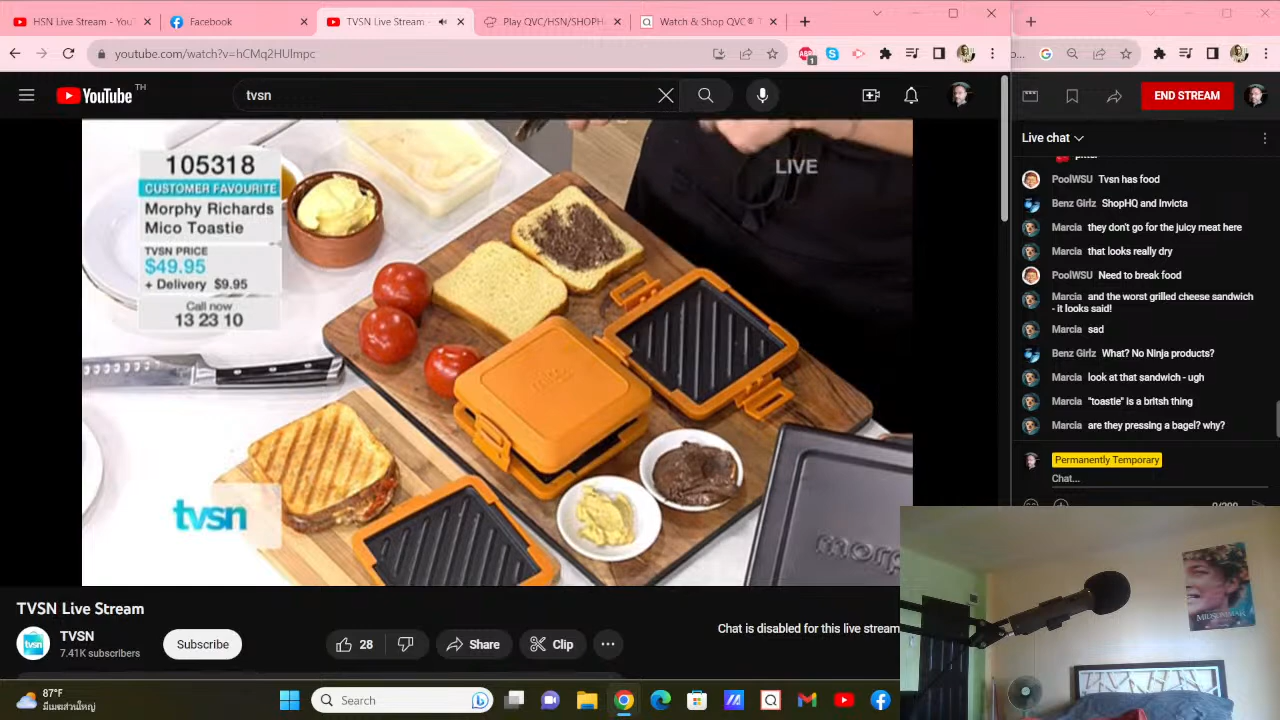 HSN Live Stream - You
Facebook
TVSN Live Stream -
Play QVC/HSN/SHOPH
Watch & Shop QVC®
youtube.com/watch?v=hCMq2HUlmpc
ABP
1
YouTube TH
tvsn
END STREAM
105318
CUSTOMER FAVOURITE
Morphy Richards
Mico Toastie
TVSN PRICE
$49.95
+ Delivery $9.95
Call now
13 23 10
LIVE
tvsn
Live chat
PoolWSU Tvsn has food
Benz Girlz ShopHQ and Invicta
Marcia they don't go for the juicy meat here
Marcia that looks really dry
PoolWSU Need to break food
Marcia and the worst grilled cheese sandwich
- it looks said!
Marcia sad
Benz Girlz What? No Ninja products?
Marcia look at that sandwich - ugh
Marcia "toastie" is a britsh thing
Marcia are they pressing a bagel? why?
Permanently Temporary
Chat...
MIDSOMMAR
TVSN Live Stream
TVSN
7.41K subscribers
Subscribe
28
Share
Clip
Chat is disabled for this live stream
87°F
Search